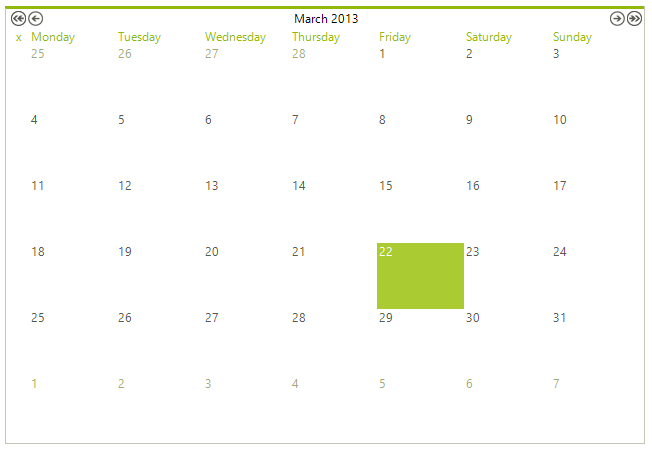 March 2013
x Monday Tuesday Wednesday Thursday Friday Saturday Sunday
25 26 27 28 1 2 3
4 5 6 7 8 9 10
11 12 13 14 15 16 17
18 19 20 21 22 23 24
25 26 27 28 29 30 31
1 2 3 4 5 6 7